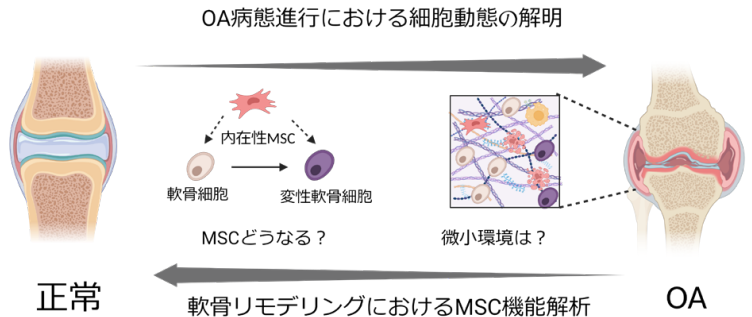 OA病態進行における細胞動態の解明
内在性MSC
軟骨細胞
変性軟骨細胞
MSCどうなる？
微小環境は？
正常
OA
軟骨リモデリングにおけるMSC機能解析